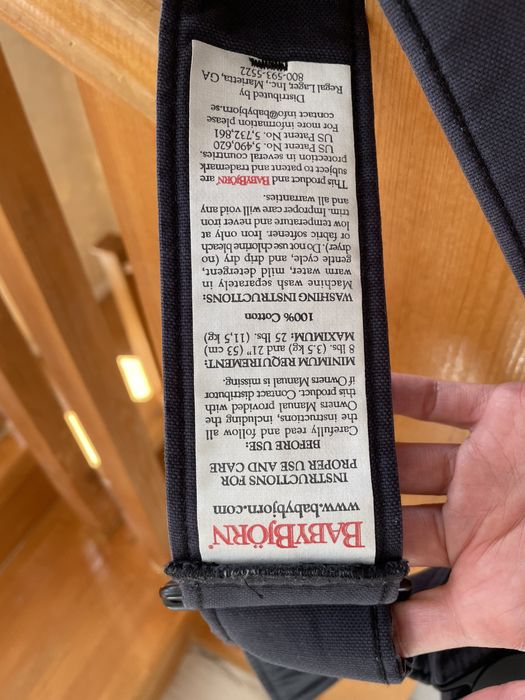 BABYBJÖRN®
www.babybjorn.com
INSTRUCTIONS FOR
PROPER USE AND CARE
BEFORE USE:
Carefully read and follow all
the instructions, including the
Owners Manual provided with
this product. Contact distributor
if Owners Manual is missing.
MINIMUM REQUIREMENT:
8 lbs. (3.5 kg) and 21" (53 cm)
MAXIMUM: 25 lbs. (11,5 kg)
100% Cotton
WASHING INSTRUCTIONS:
Machine wash in separately in
warm water, mild detergent,
gentle cycle, and drip dry (no
dryer). Do not use chlorine bleach
or fabric softener. Iron only at
low temperature and never iron
trim. Improper care will void any
and all warranties.
This product and BABYBJÖRN® are
subject to patent and trademark
protection in several countries.
US Patent No. 5,490,620
US Patent No. 5,732,861
For more information please
contact info@babybjorn.se
Distributed by
Regal Lager, Inc., Marietta, GA
800-593-5522